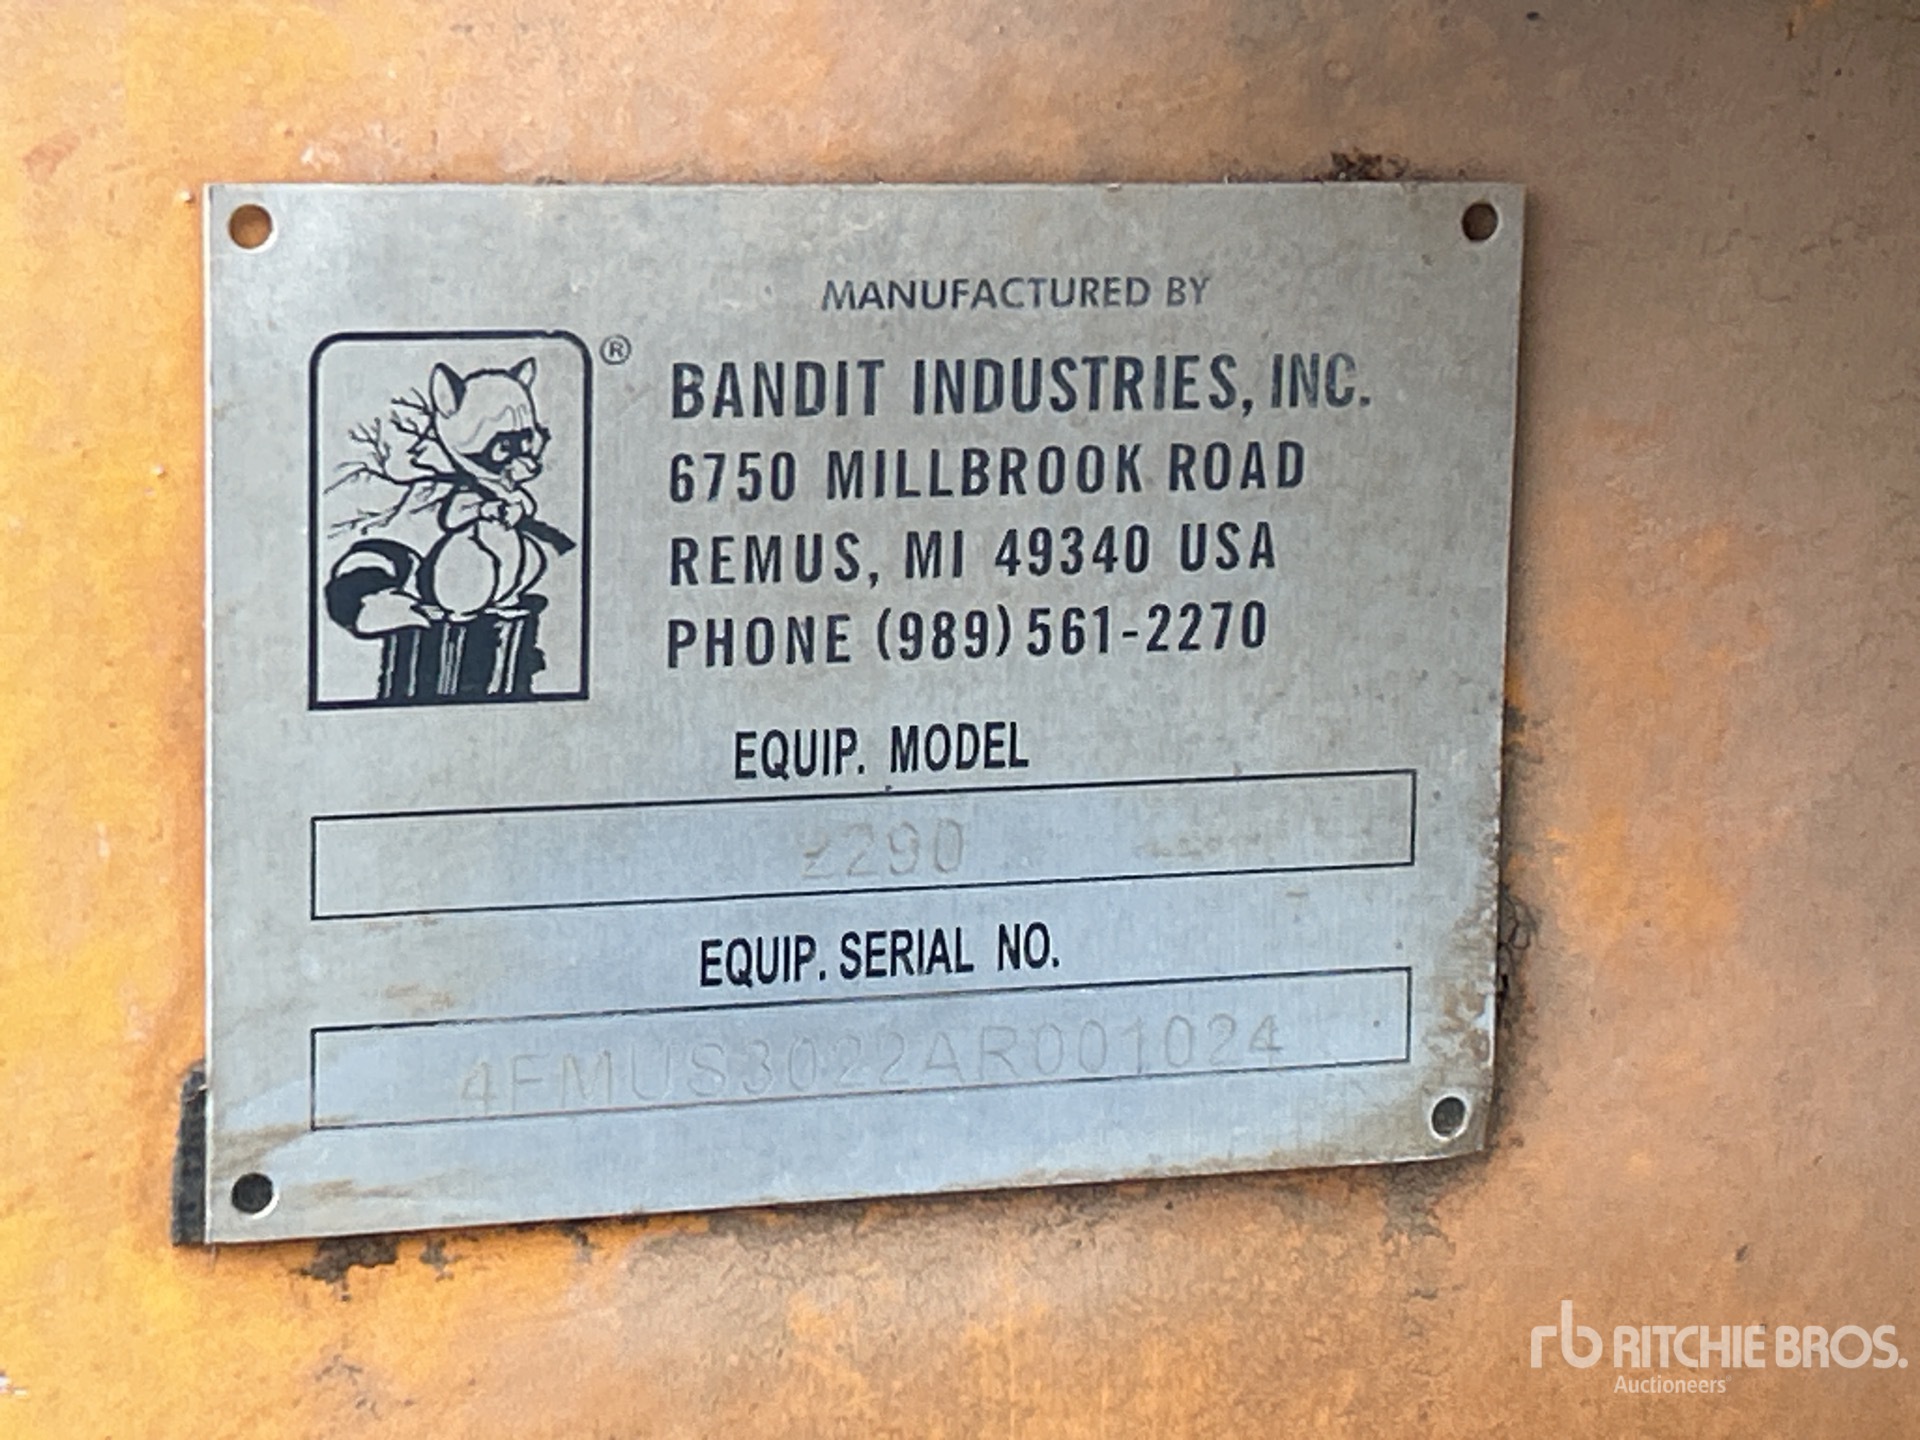 MANUFACTURED BY
®
BANDIT INDUSTRIES, INC.
6750 MILLBROOK ROAD
REMUS, MI 49340 USA
PHONE (989) 561-2270
EQUIP. MODEL
2290
EQUIP. SERIAL NO.
4FMUS3022AR001024
rb RITCHIE BROS.
Auctioneers